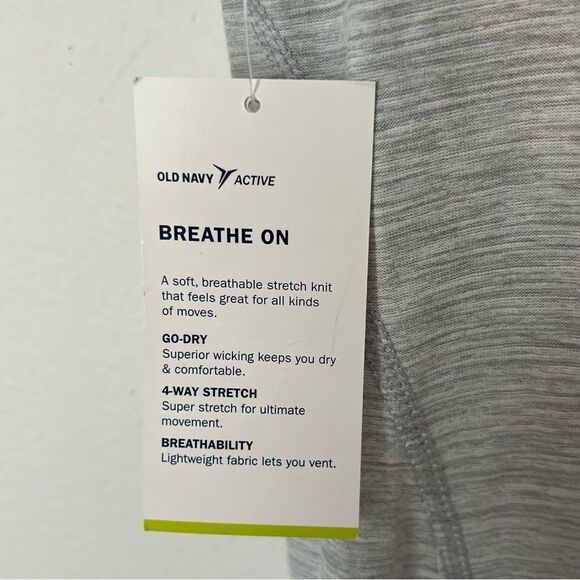 OLD NAVY ACTIVE
BREATHE ON
A soft, breathable stretch knit
that feels great for all kinds
of moves.
GO-DRY
Superior wicking keeps you dry
& comfortable.
4-WAY STRETCH
Super stretch for ultimate
movement.
BREATHABILITY
Lightweight fabric lets you vent.